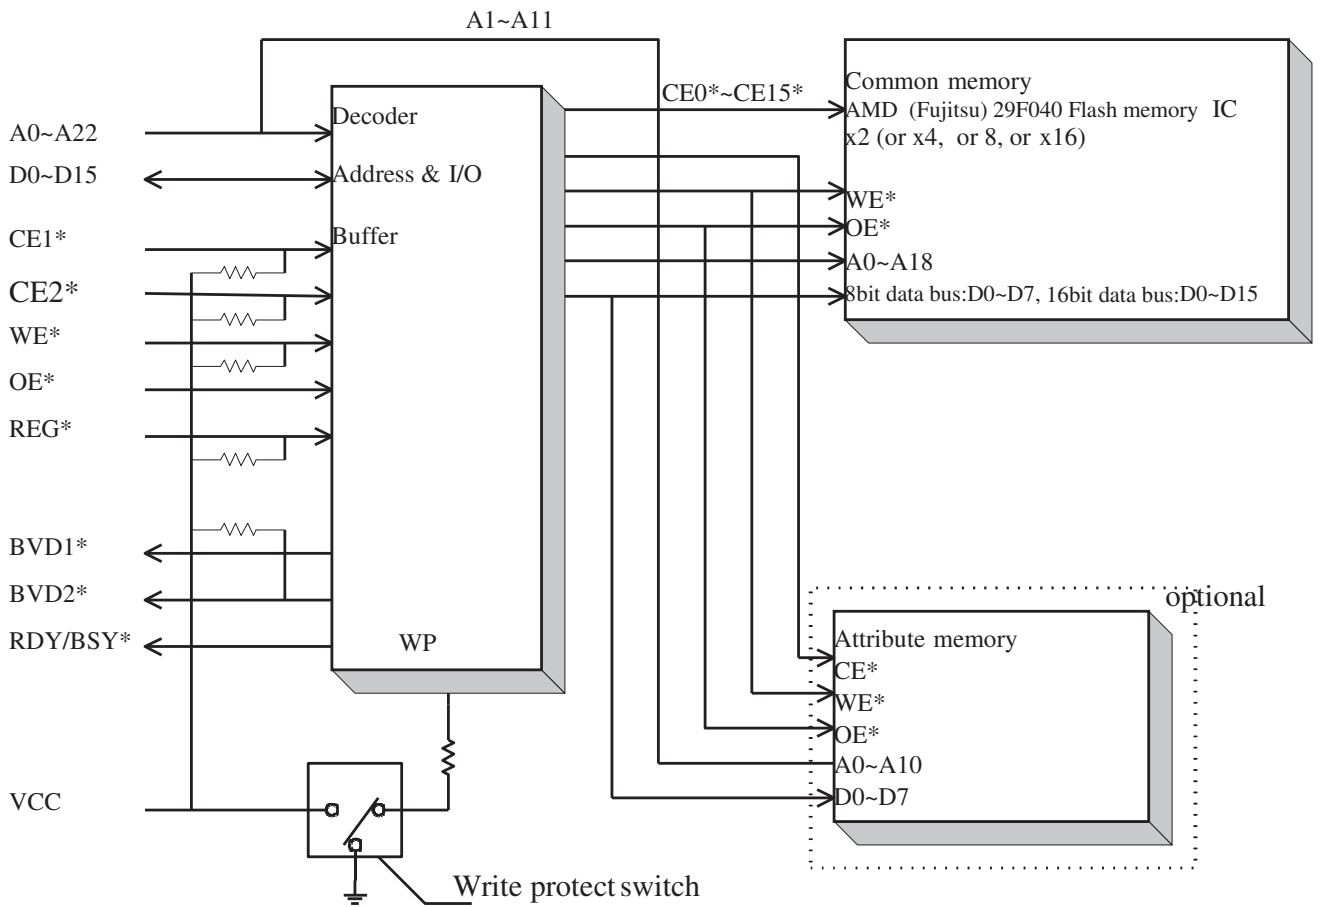 A1~A11
A0~A22
D0~D15
CE1*
CE2*
WE*
OE*
REG*
BVD1*
BVD2*
RDY/BSY*
VCC
Decoder
Address & I/O
Buffer
WP
CE0*~CE15*
Common memory
AMD (Fujitsu) 29F040 Flash memory IC
x2 (or x4, or 8, or x16)
WE*
OE*
A0~A18
8bit data bus:D0~D7, 16bit data bus:D0~D15
optional
Attribute memory
CE*
WE*
OE*
A0~A10
D0~D7
Write protect switch